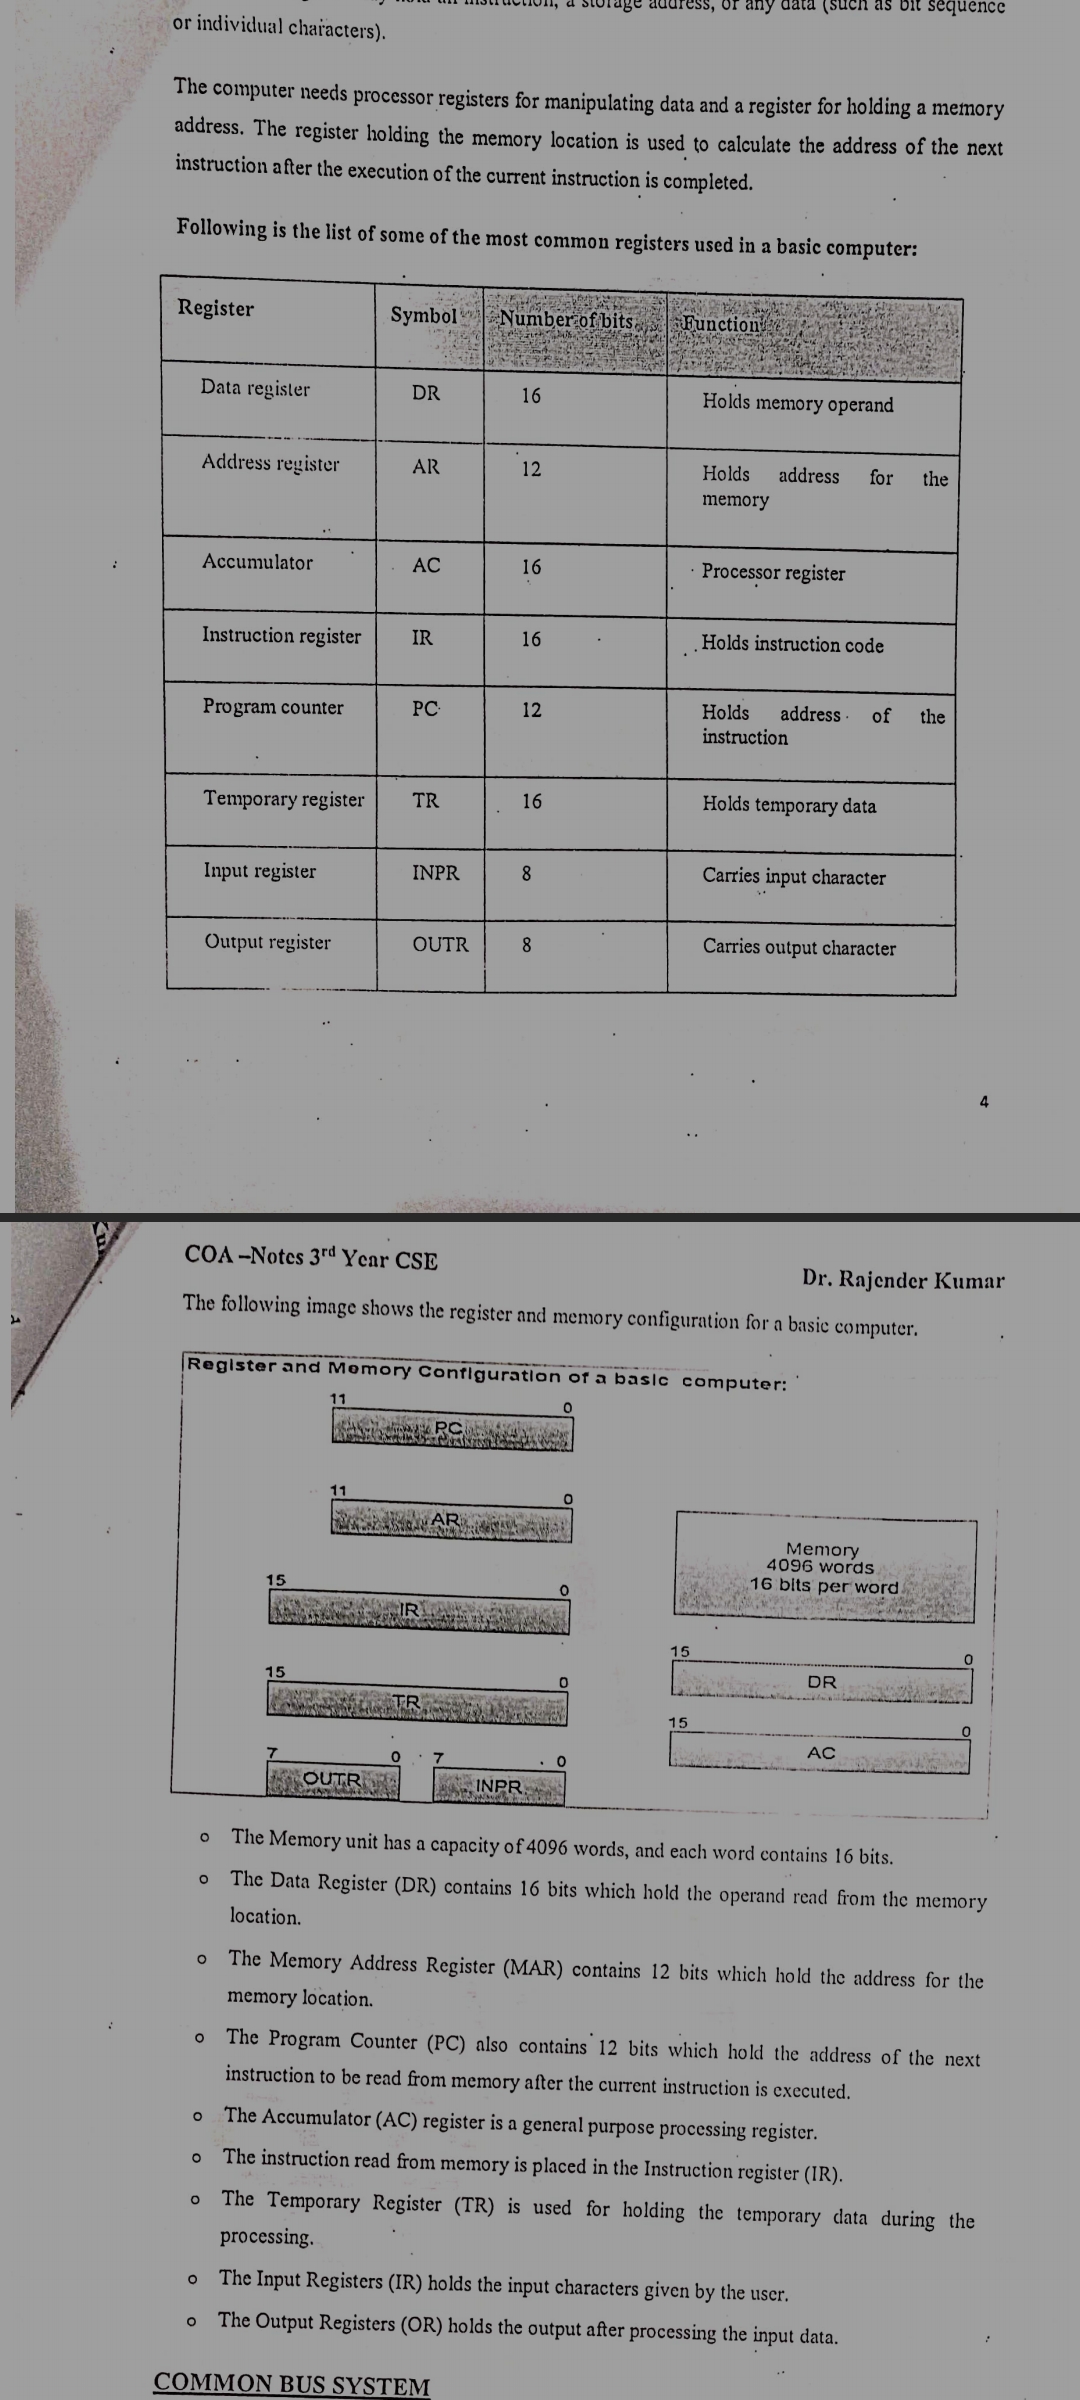 instruction, a storage address, or any data (such as bit sequence
or individual characters).
The computer needs processor registers for manipulating data and a register for holding a memory
address. The register holding the memory location is used to calculate the address of the next
instruction after the execution of the current instruction is completed.
Following is the list of some of the most common registers used in a basic computer:
Register Symbol Number of bits Function
Data register DR 16 Holds memory operand
Address register AR 12 Holds address for the
memory
Accumulator AC 16 Processor register
Instruction register IR 16 Holds instruction code
Program counter PC 12 Holds address of the
instruction
Temporary register TR 16 Holds temporary data
Input register INPR 8 Carries input character
Output register OUTR 8 Carries output character
4
COA –Notes 3rd Year CSE
Dr. Rajender Kumar
The following image shows the register and memory configuration for a basic computer.
Register and Memory Configuration of a basic computer:
11 0
PC
11 0
AR
Memory
4096 words
16 bits per word
15 0
IR
15 0
DR
15 0
TR
15 0
AC
7 0 7 0
OUTR INPR
o The Memory unit has a capacity of 4096 words, and each word contains 16 bits.
o The Data Register (DR) contains 16 bits which hold the operand read from the memory
location.
o The Memory Address Register (MAR) contains 12 bits which hold the address for the
memory location.
o The Program Counter (PC) also contains 12 bits which hold the address of the next
instruction to be read from memory after the current instruction is executed.
o The Accumulator (AC) register is a general purpose processing register.
o The instruction read from memory is placed in the Instruction register (IR).
o The Temporary Register (TR) is used for holding the temporary data during the
processing.
o The Input Registers (IR) holds the input characters given by the user.
o The Output Registers (OR) holds the output after processing the input data.
COMMON BUS SYSTEM